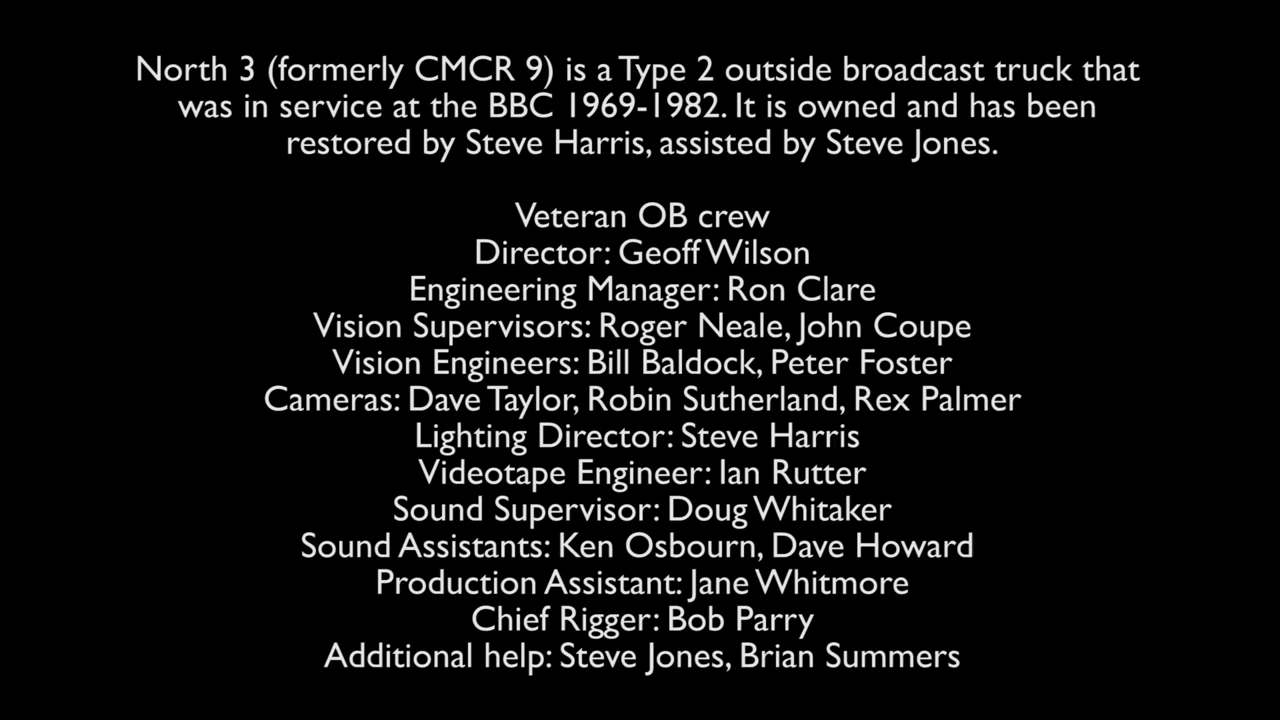 North 3 (formerly CMCR 9) is a Type 2 outside broadcast truck that
was in service at the BBC 1969-1982. It is owned and has been
restored by Steve Harris, assisted by Steve Jones.
Veteran OB crew
Director: Geoff Wilson
Engineering Manager: Ron Clare
Vision Supervisors: Roger Neale, John Coupe
Vision Engineers: Bill Baldock, Peter Foster
Cameras: Dave Taylor, Robin Sutherland, Rex Palmer
Lighting Director: Steve Harris
Videotape Engineer: Ian Rutter
Sound Supervisor: Doug Whitaker
Sound Assistants: Ken Osbourn, Dave Howard
Production Assistant: Jane Whitmore
Chief Rigger: Bob Parry
Additional help: Steve Jones, Brian Summers